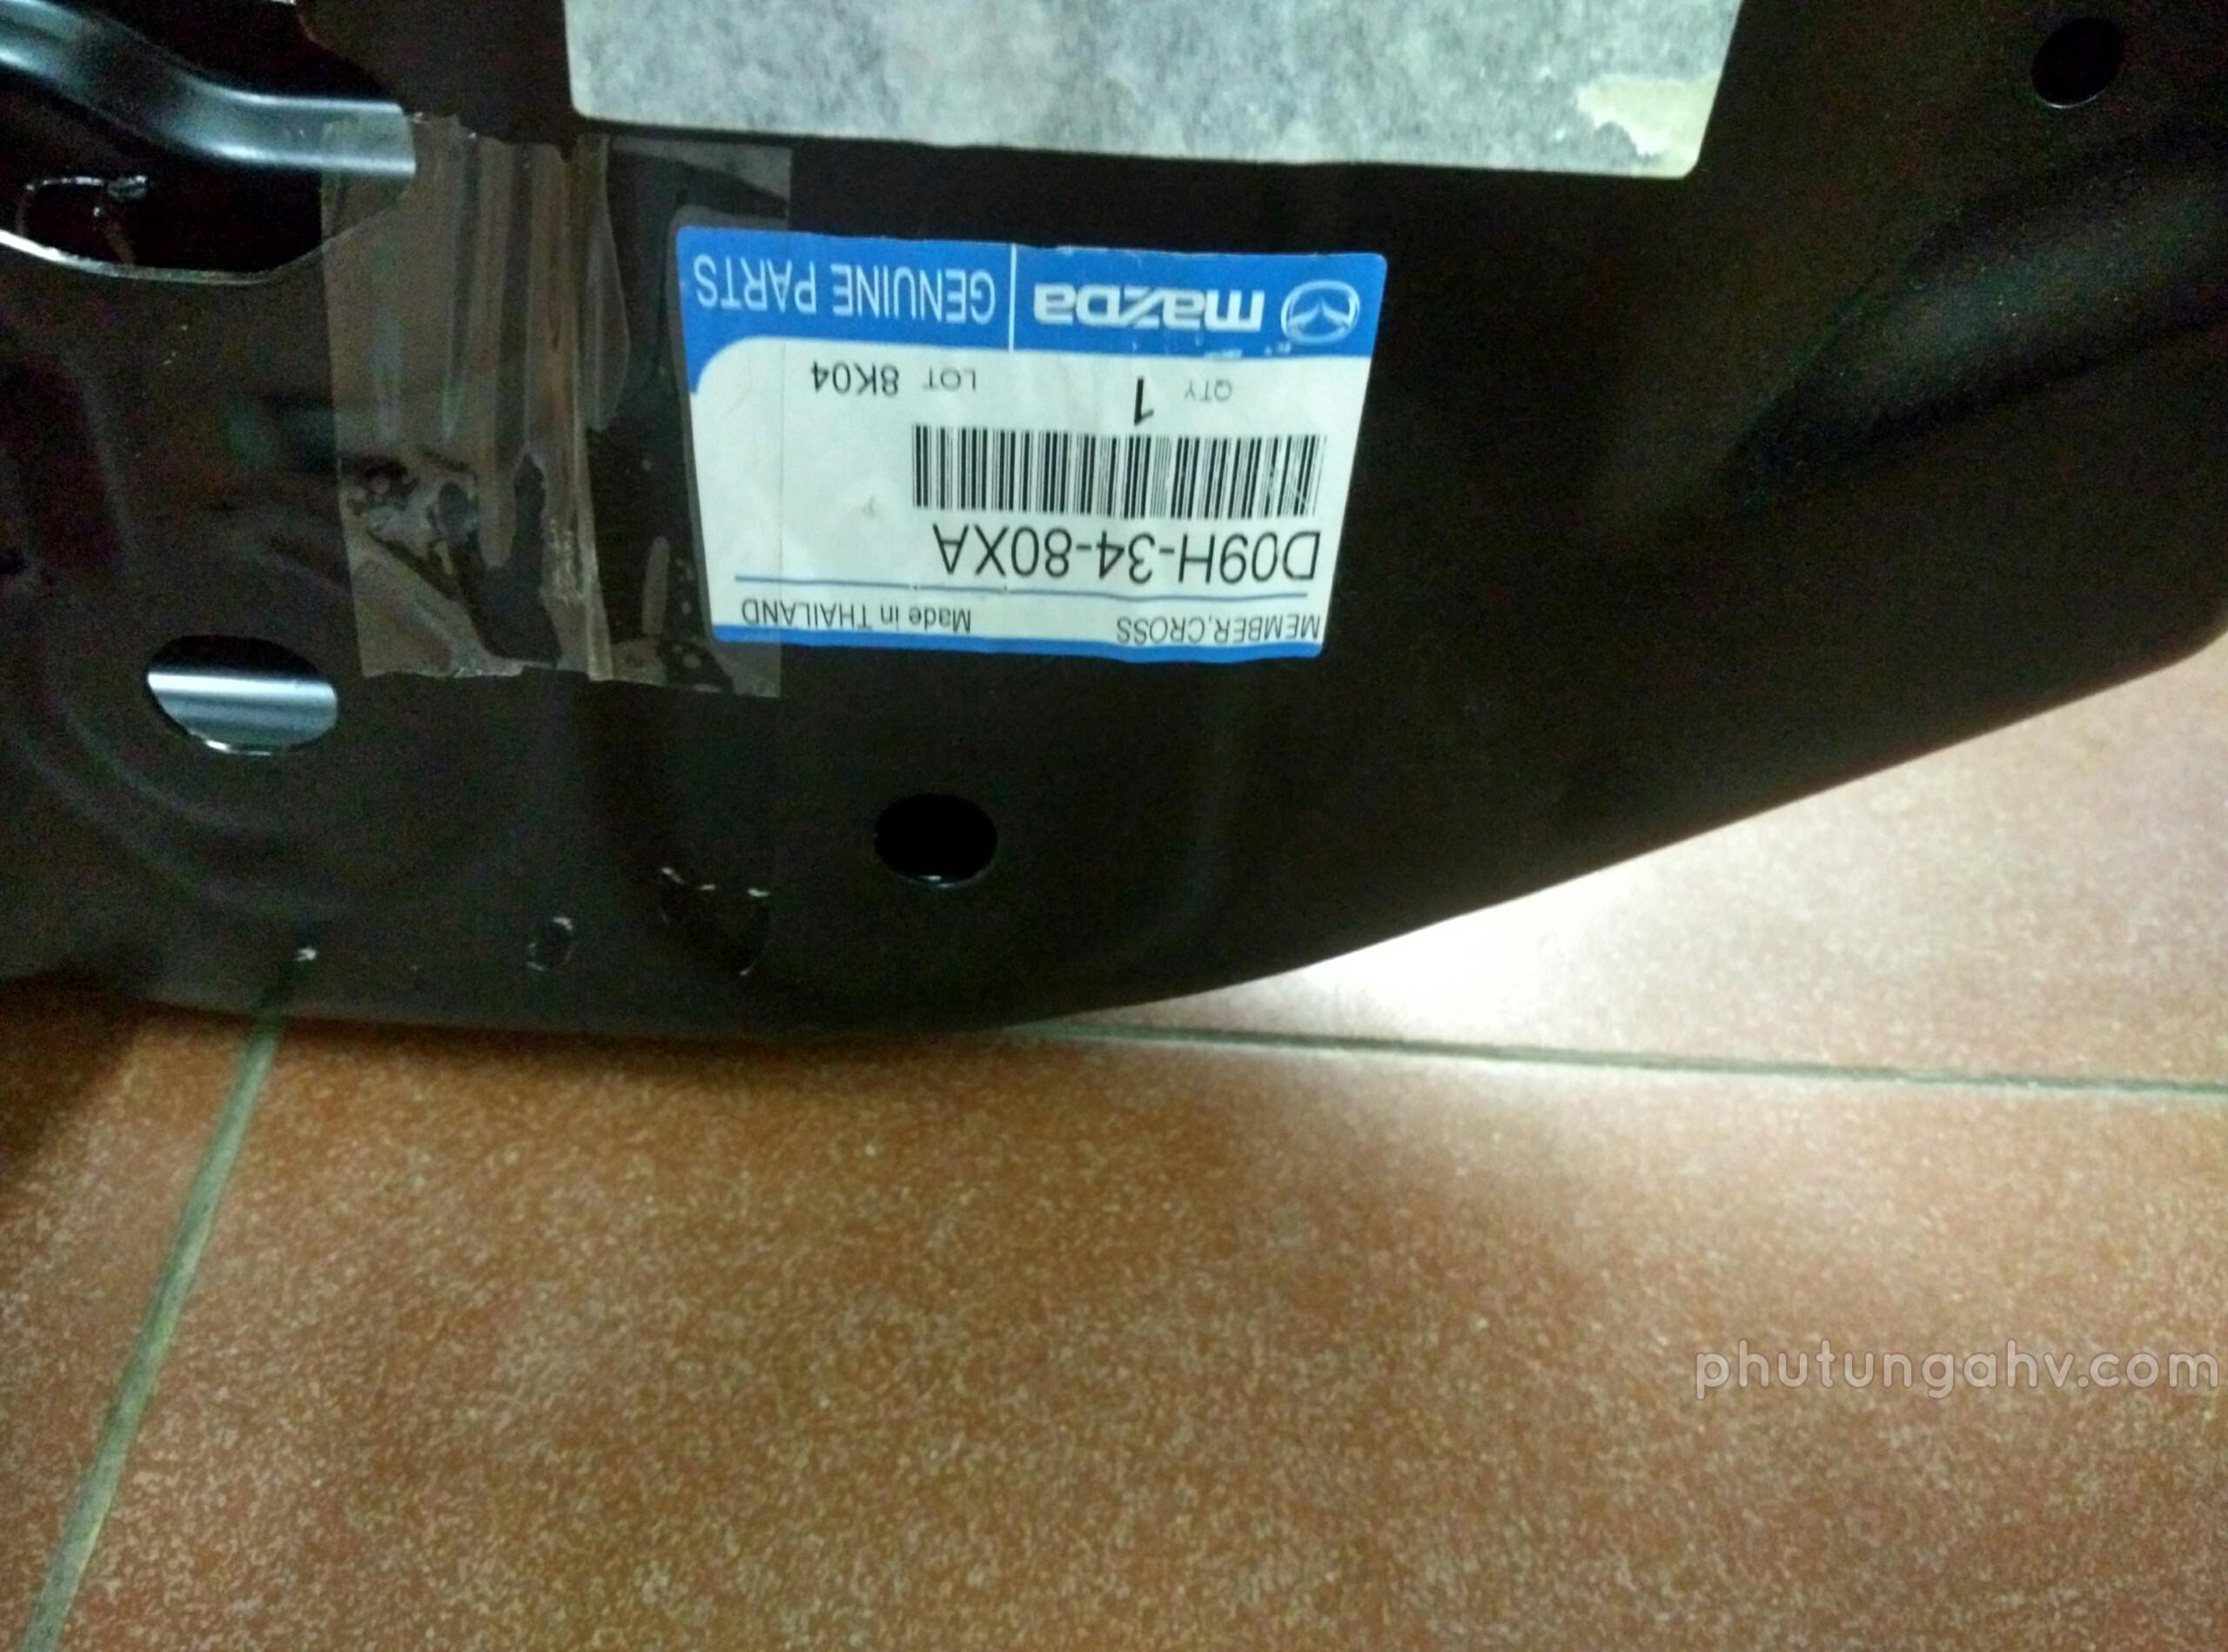 MEMBER,CROSS Made in THAILAND
D09H-34-80XA
QTY 1 LOT 8K04
mazDa GENUINE PARTS
phutungahv.com